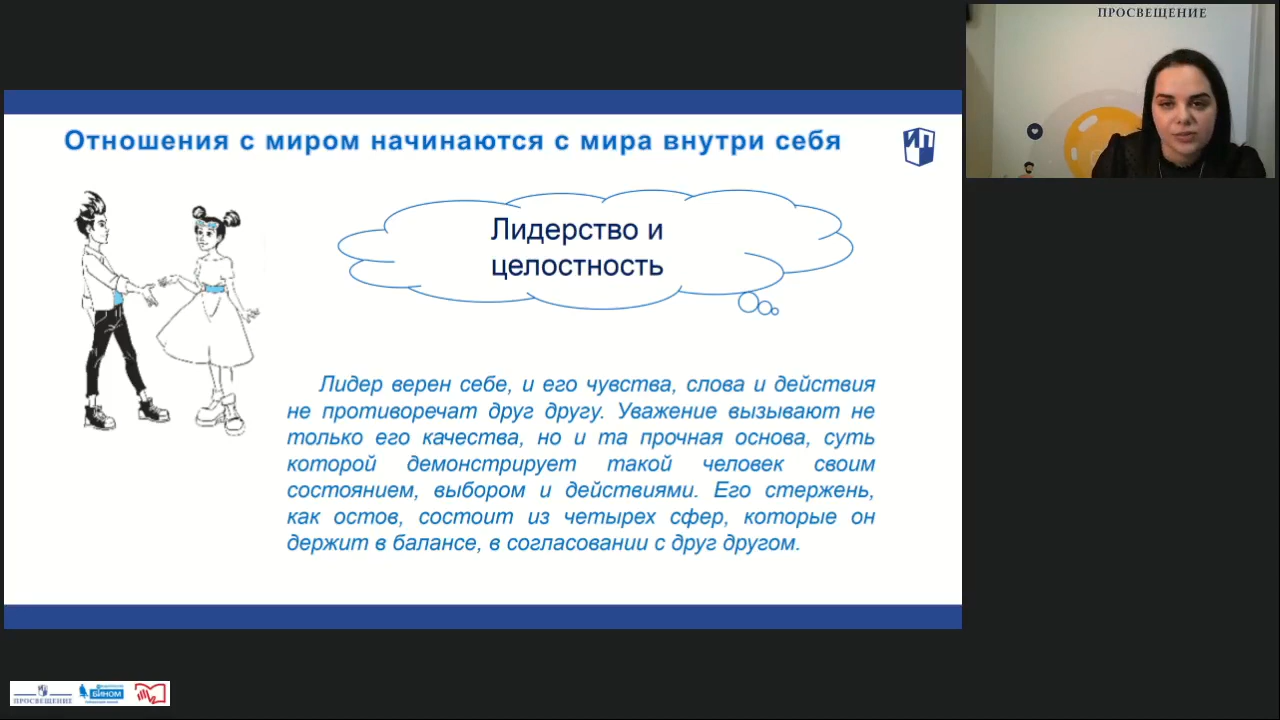 ПРОСВЕЩЕНИЕ
Отношения с миром начинаются с мира внутри себя
ИП
Лидерство и
целостность
Лидер верен себе, и его чувства, слова и действия
не противоречат друг другу. Уважение вызывают не
только его качества, но и та прочная основа, суть
которой демонстрирует такой человек своим
состоянием, выбором и действиями. Его стержень,
как остов, состоит из четырех сфер, которые он
держит в балансе, в согласовании с друг другом.
ПРОСВЕЩЕНИЕ
БИНОМ